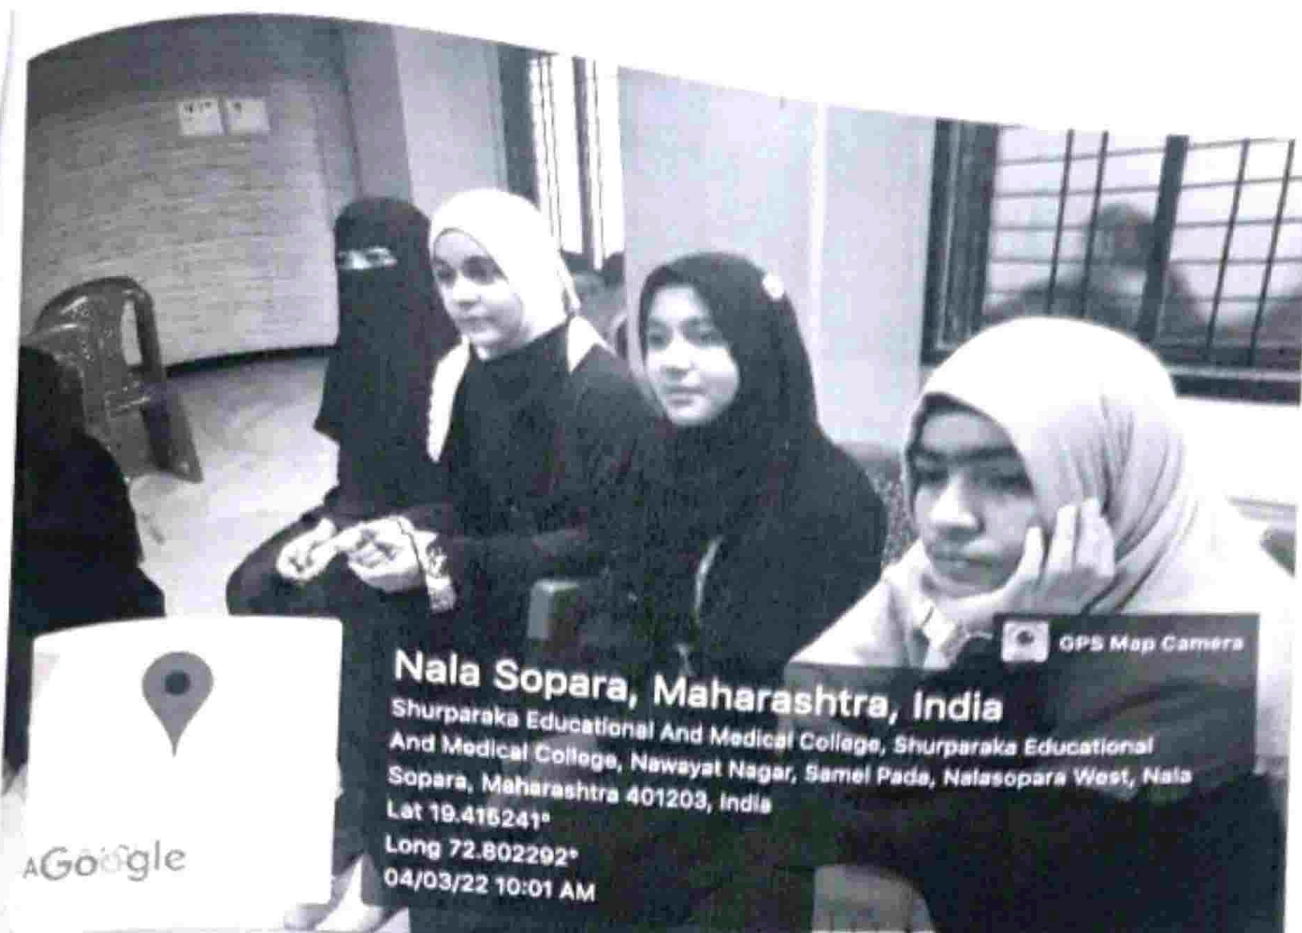 GPS Map Camera
Nala Sopara, Maharashtra, India
Shurparaka Educational And Medical College, Shurparaka Educational
And Medical College, Nawayat Nagar, Samel Pada, Nalasopara West, Nala
Sopara, Maharashtra 401203, India
Lat 19.415241°
Long 72.802292°
04/03/22 10:01 AM
Google